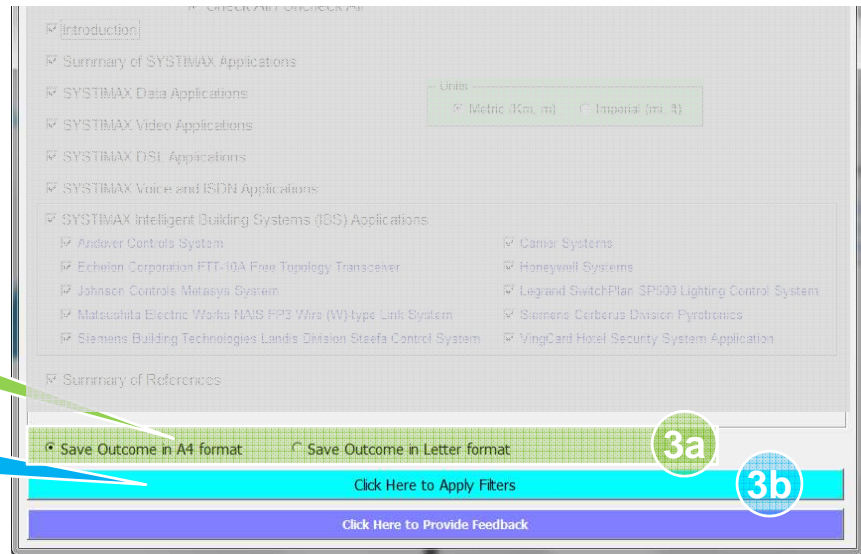 Check All / Uncheck All
Introduction
Summary of SYSTIMAX Applications
SYSTIMAX Data Applications
Units
Metric (Km, m) Imperial (mi, ft)
SYSTIMAX Video Applications
SYSTIMAX DSL Applications
SYSTIMAX Voice and ISDN Applications
SYSTIMAX Intelligent Building Systems (IBS) Applications
Andover Controls System Carrier Systems
Echelon Corporation FTT-10A Free Topology Transceiver Honeywell Systems
Johnson Controls Metasys System Legrand SwitchPlan SP500 Lighting Control System
Matsushita Electric Works NAIS FP3 Wire (W) type Link System Siemens Cerberus Division Pyrotronics
Siemens Building Technologies Landis Division Staefa Control System VingCard Hotel Security System Application
Summary of References
Save Outcome in A4 format Save Outcome in Letter format 3a
Click Here to Apply Filters 3b
Click Here to Provide Feedback